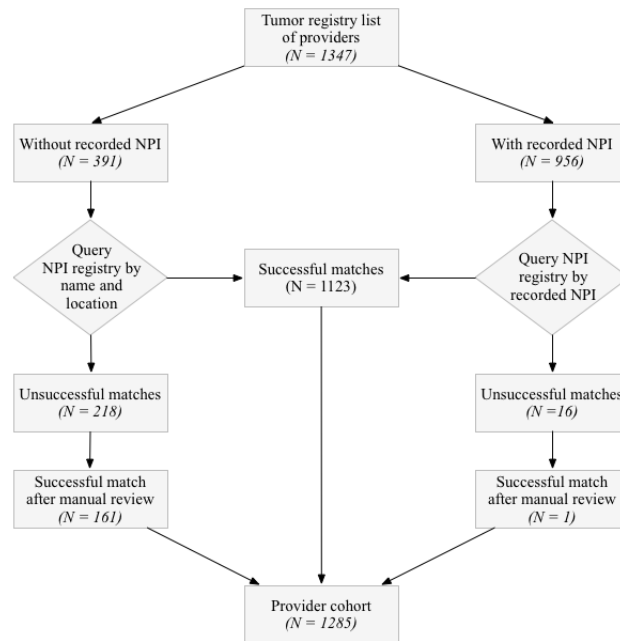 Tumor registry list
of providers
(N = 1347)
Without recorded NPI
(N = 391)
With recorded NPI
(N = 956)
Query
NPI registry by
name and
location
Successful matches
(N = 1123)
Query NPI
registry by
recorded NPI
Unsuccessful matches
(N = 218)
Unsuccessful matches
(N =16)
Successful match
after manual review
(N = 161)
Successful match
after manual review
(N = 1)
Provider cohort
(N = 1285)